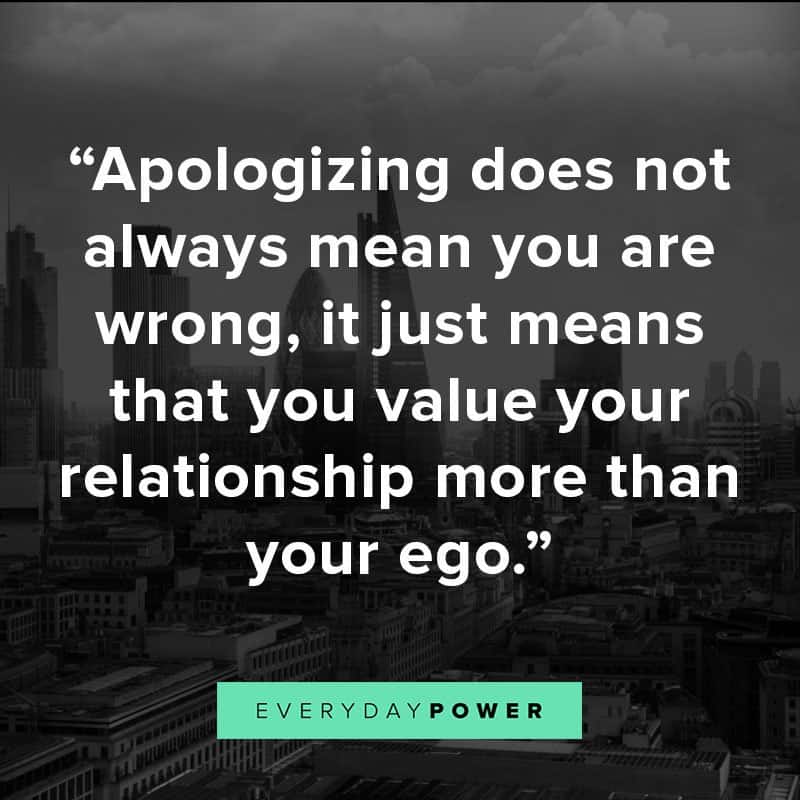 “Apologizing does not
always mean you are
wrong, it just means
that you value your
relationship more than
your ego.”
EVERYDAYPOWER